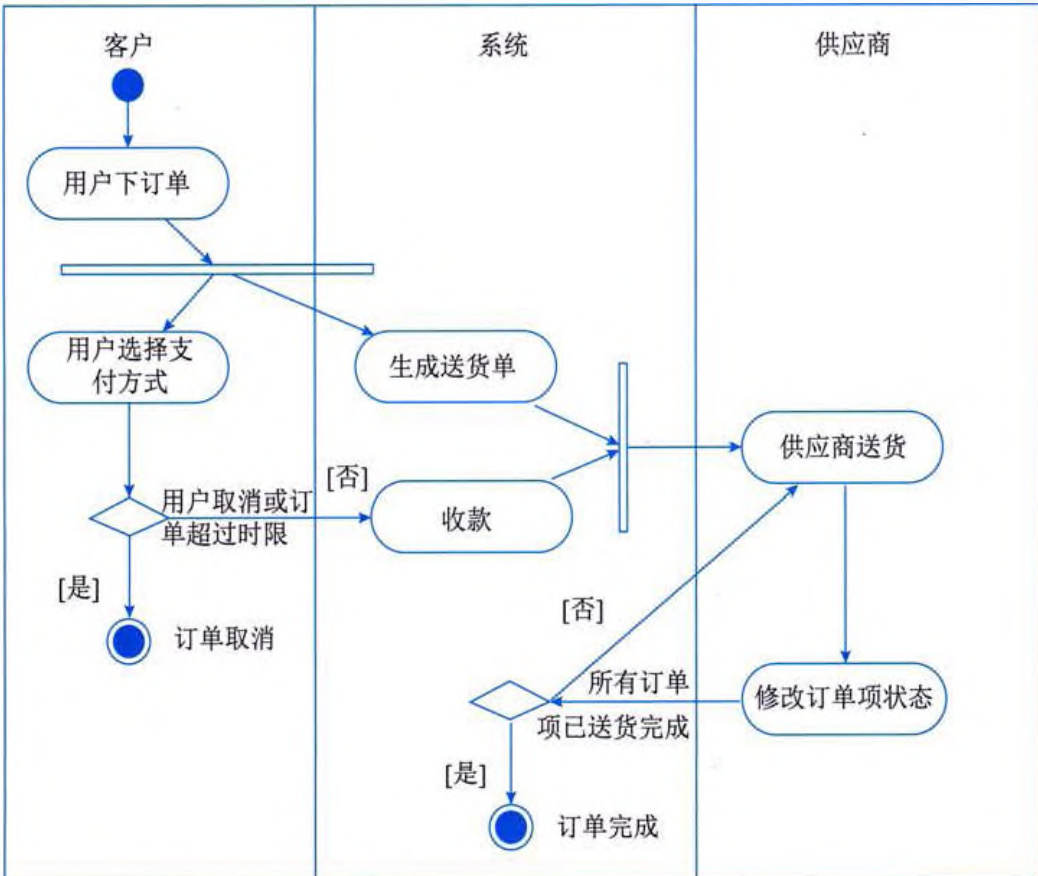 客户
系统
供应商
用户下订单
用户选择支
付方式
生成送货单
供应商送货
[否]
用户取消或订
单超过时限
收款
[是]
订单取消
[否]
所有订单
项已送货完成
修改订单项状态
[是]
订单完成